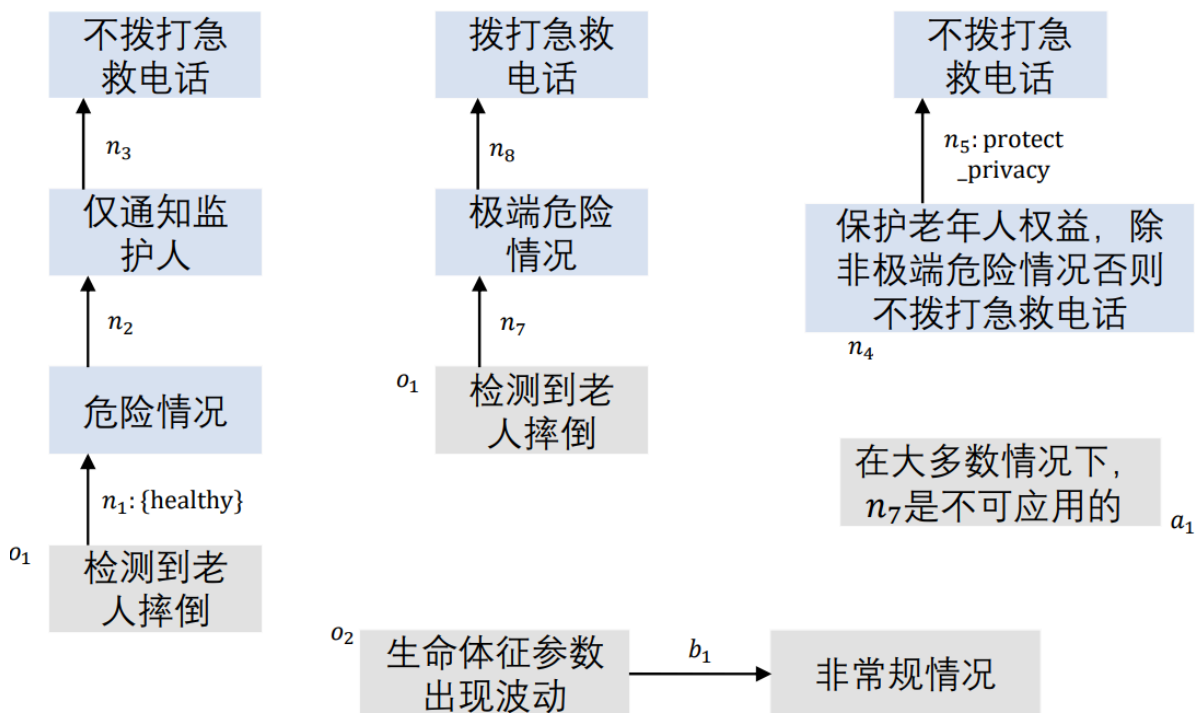 不拨打急
救电话
n₃
仅通知监
护人
n₂
危险情况
n₁: {healthy}
o₁
检测到老
人摔倒
拨打急救
电话
n₈
极端危险
情况
n₇
o₁
检测到老
人摔倒
不拨打急
救电话
n₅: protect
_privacy
保护老年人权益，除
非极端危险情况否则
不拨打急救电话
n₄
在大多数情况下，
n₇是不可应用的
a₁
o₂
生命体征参数
出现波动
b₁
非常规情况